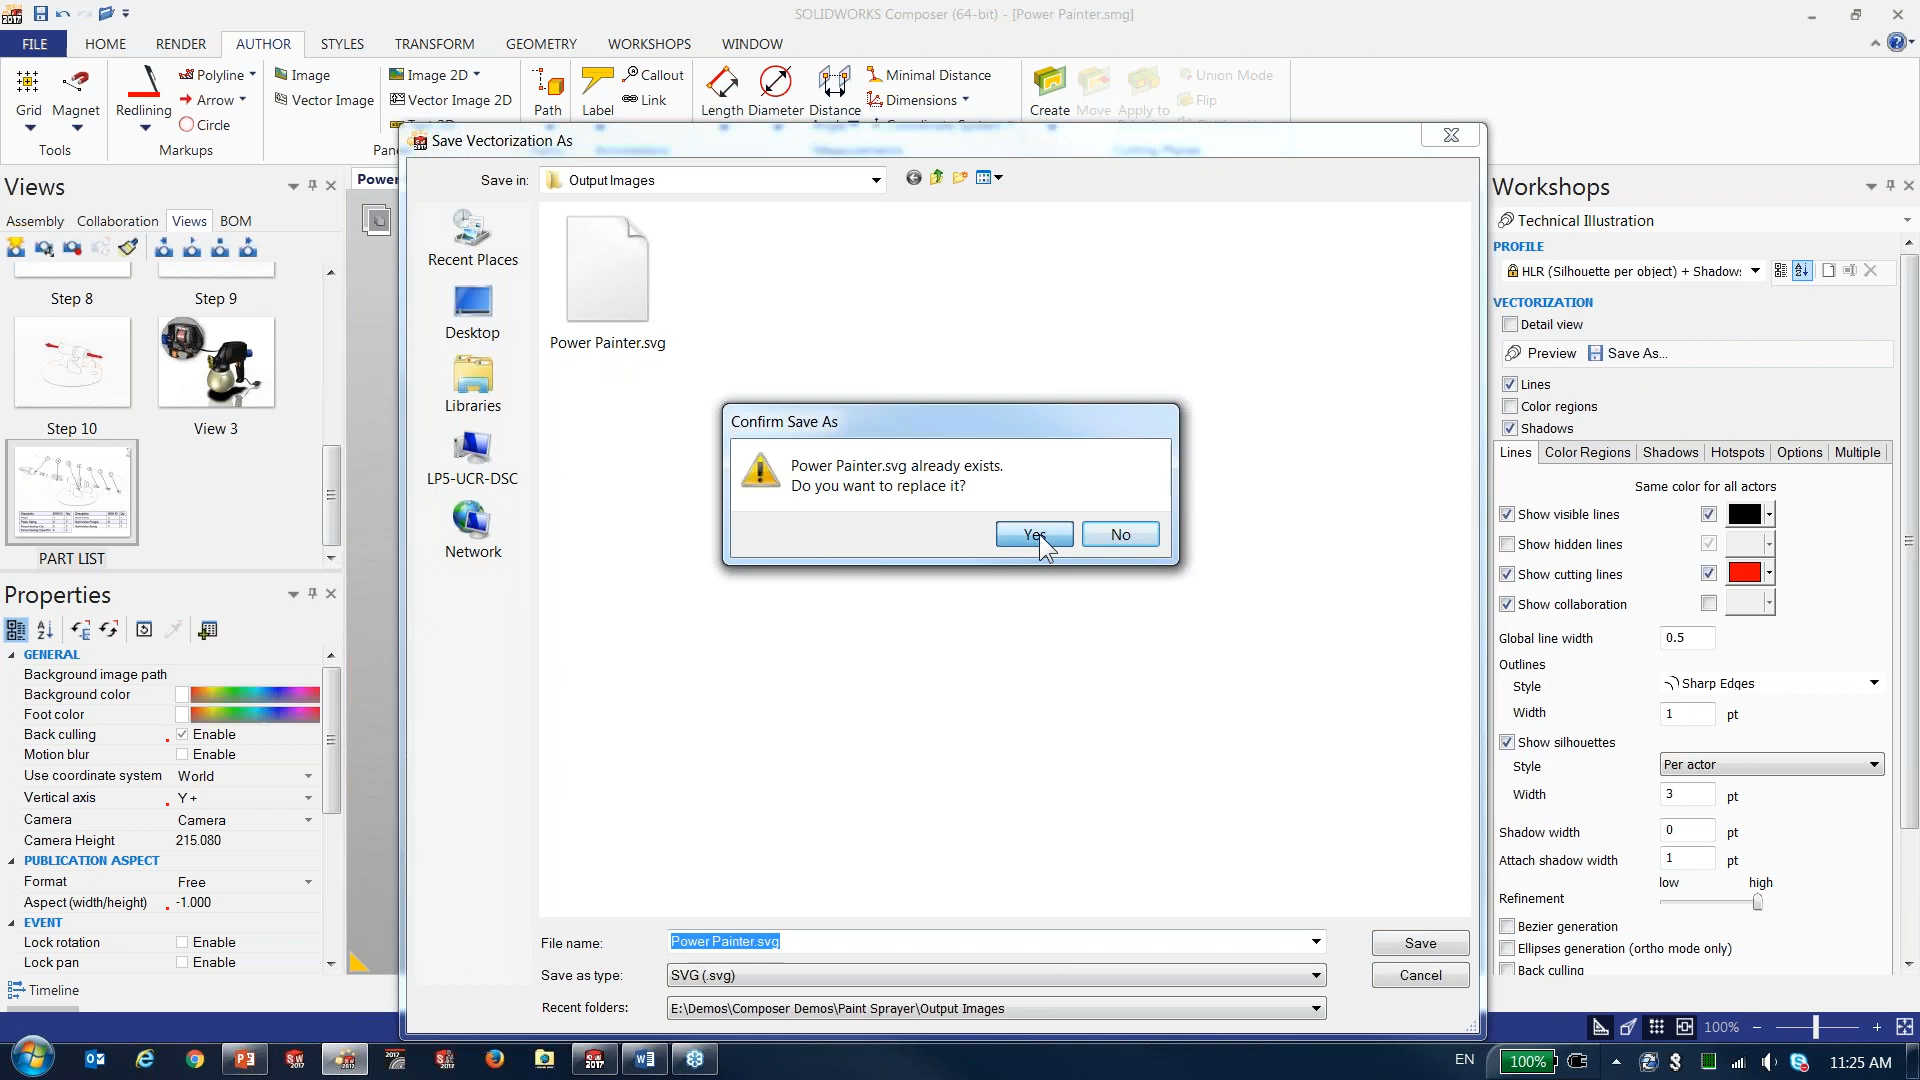 SOLIDWORKS Composer (64-bit) - [Power Painter.smg]
FILE HOME RENDER AUTHOR STYLES TRANSFORM GEOMETRY WORKSHOPS WINDOW
Grid
Magnet
Tools
Redlining
Polyline
Arrow
Circle
Markups
Image
Vector Image
Image 2D
Vector Image 2D
Path
Label
Callout
Link
Length
Diameter
Distance
Minimal Distance
Dimensions
Create
Move
Apply to
Union Mode
Flip
Views
Assembly Collaboration Views BOM
Step 8
Step 9
Step 10
View 3
PART LIST
Properties
GENERAL
Background image path
Background color
Foot color
Back culling Enable
Motion blur Enable
Use coordinate system World
Vertical axis Y +
Camera Camera
Camera Height 215.080
PUBLICATION ASPECT
Format Free
Aspect (width/height) -1.000
EVENT
Lock rotation Enable
Lock pan Enable
Timeline
Power
Save Vectorization As
Save in: Output Images
Recent Places
Desktop
Libraries
LP5-UCR-DSC
Network
Power Painter.svg
Confirm Save As
Power Painter.svg already exists.
Do you want to replace it?
Yes
No
File name: Power Painter.svg
Save
Save as type: SVG (.svg)
Cancel
Recent folders: E:\Demos\Composer Demos\Paint Sprayer\Output Images
Workshops
Technical Illustration
PROFILE
HLR (Silhouette per object) + Shadow:
VECTORIZATION
Detail view
Preview Save As...
Lines
Color regions
Shadows
Lines Color Regions Shadows Hotspots Options Multiple
Same color for all actors
Show visible lines
Show hidden lines
Show cutting lines
Show collaboration
Global line width 0.5
Outlines
Style Sharp Edges
Width 1 pt
Show silhouettes
Style Per actor
Width 3 pt
Shadow width 0 pt
Attach shadow width 1 pt
low high
Refinement
Bezier generation
Ellipses generation (ortho mode only)
Back culling
100%
EN
100%
11:25 AM